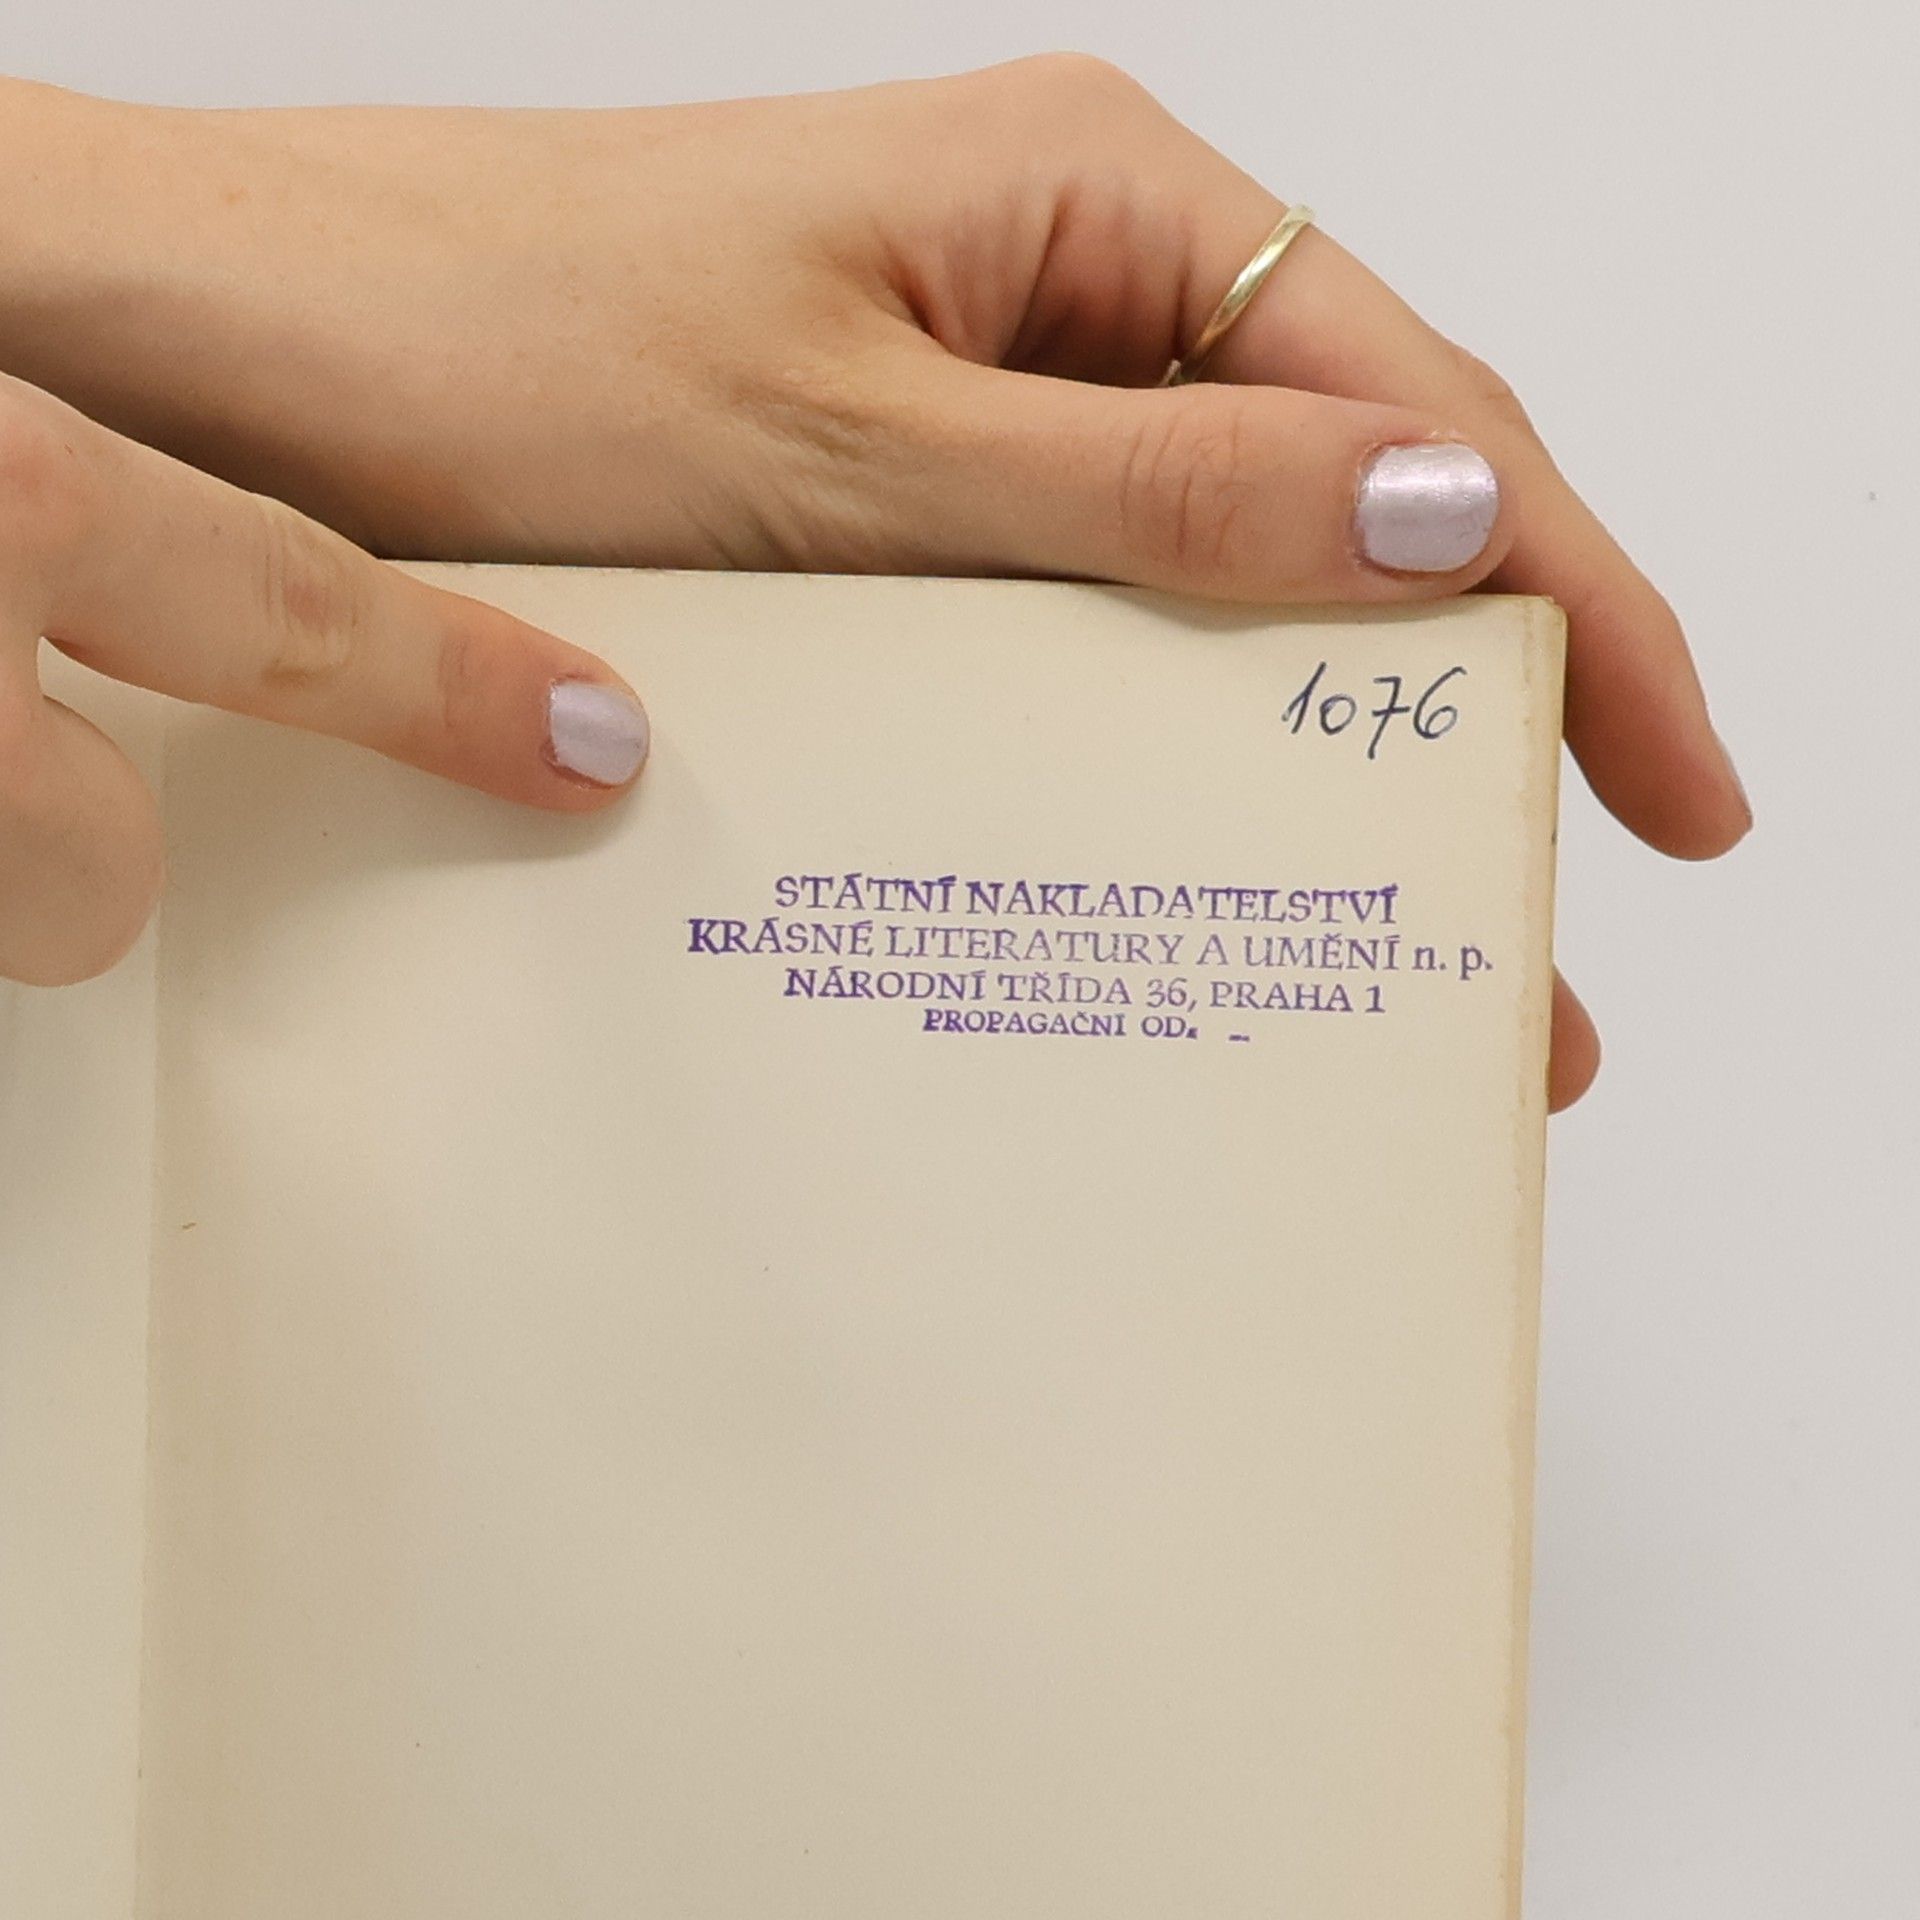 1076
STÁTNÍ NAKLADATELSTVÍ
KRÁSNÉ LITERATURY A UMĚNÍ n. p.
NÁRODNÍ TŘÍDA 36, PRAHA 1
PROPAGAČNÍ OD.